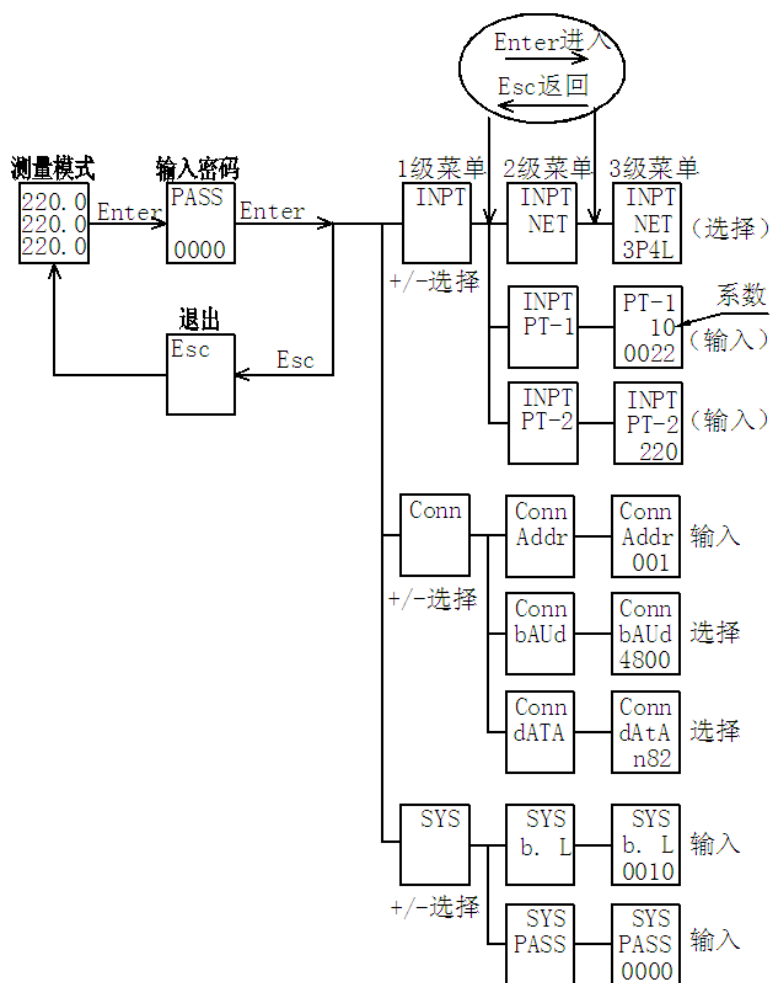 Enter进入
Esc返回
测量模式
220.0
220.0
220.0
Enter
输入密码
PASS
0000
Enter
退出
Esc
Esc
1级菜单
2级菜单
3级菜单
INPT
+/-选择
INPT
NET
INPT
NET
3P4L
(选择)
INPT
PT-1
PT-1
10
0022
系数
(输入)
INPT
PT-2
INPT
PT-2
220
(输入)
Conn
+/-选择
Conn
Addr
Conn
Addr
001
输入
Conn
bAUd
Conn
bAUd
4800
选择
Conn
dATA
Conn
dAtA
n82
选择
SYS
+/-选择
SYS
b. L
SYS
b. L
0010
输入
SYS
PASS
SYS
PASS
0000
输入